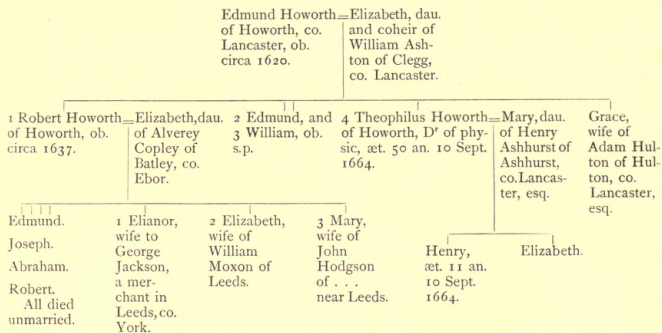 Edmund Howorth=Elizabeth, dau.
of Howorth, co. and coheir of
Lancaster, ob. William Ash-
circa 1620. ton of Clegg,
co. Lancaster.
1 Robert Howorth=Elizabeth, dau.
of Howorth, ob. of Alverey
circa 1637. Copley of
Batley, co.
Ebor.
2 Edmund, and
3 William, ob.
s.p.
4 Theophilus Howorth=Mary, dau.
of Howorth, Dr of phy- of Henry
sic, æt. 50 an. 10 Sept. Ashhurst of
1664. Ashhurst,
co. Lancas-
ter, esq.
Grace,
wife of
Adam Hul-
ton of Hul-
ton, co.
Lancaster,
esq.
Edmund.
Joseph.
Abraham.
Robert.
All died
unmarried.
1 Elianor,
wife to
George
Jackson,
a mer-
chant in
Leeds, co.
York.
2 Elizabeth,
wife of
William
Moxon of
Leeds.
3 Mary,
wife of
John
Hodgson
of . . .
near Leeds.
Henry,
æt. 11 an.
10 Sept.
1664.
Elizabeth.